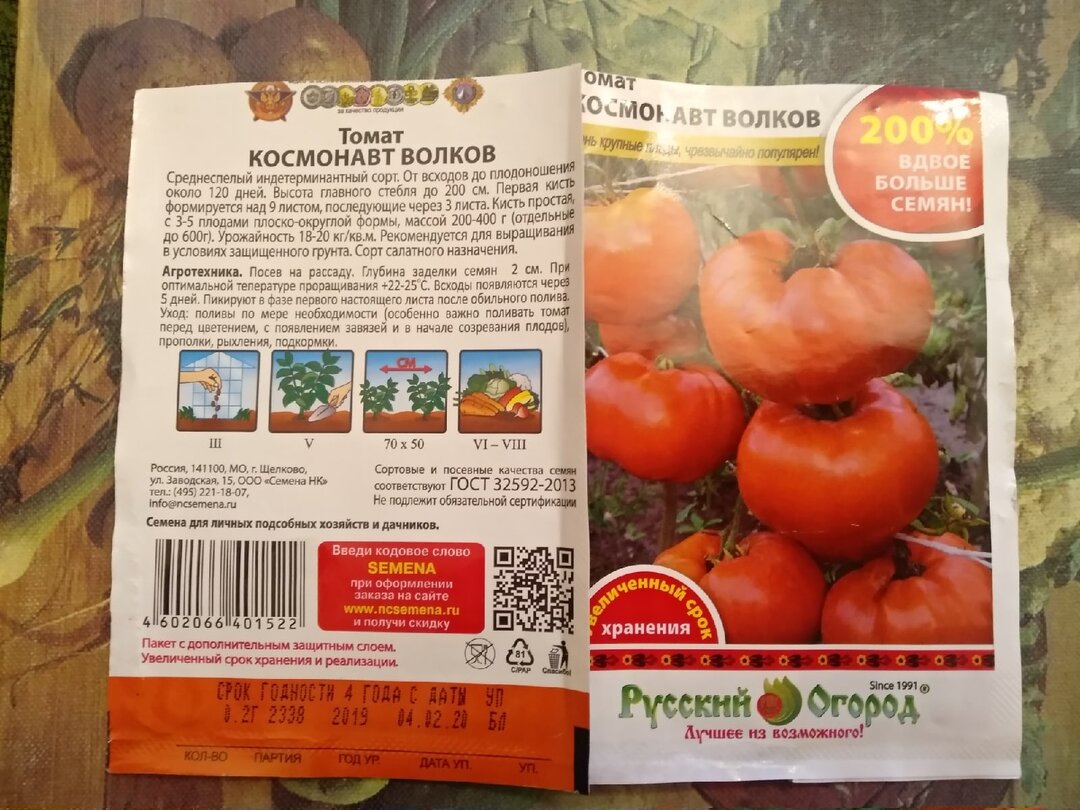 за качество продукции
Томат
КОСМОНАВТ ВОЛКОВ
Среднеспелый индетерминантный сорт. От всходов до плодоношения
около 120 дней. Высота главного стебля до 200 см. Первая кисть
формируется над 9 листом, последующие через 3 листа. Кисть простая,
с 3-5 плодами плоско-округлой формы, массой 200-400 г (отдельные
до 600г). Урожайность 18-20 кг/кв.м. Рекомендуется для выращивания
в условиях защищенного грунта. Сорт салатного назначения.
Агротехника. Посев на рассаду. Глубина заделки семян 2 см. При
оптимальной тепературе проращивания +22-25°С. Всходы появляются через
5 дней. Пикируют в фазе первого настоящего листа после обильного полива.
Уход: поливы по мере необходимости (особенно важно поливать томат
перед цветением, с появлением завязей и в начале созревания плодов),
прополки, рыхления, подкормки.
СМ
III V 70 х 50 VI – VIII
Россия, 141100, МО, г. Щелково,
ул. Заводская, 15, ООО «Семена НК»
тел.: (495) 221-18-07,
info@ncsemena.ru
Сортовые и посевные качества семян
соответствуют ГОСТ 32592-2013
Не подлежит обязательной сертификации
Семена для личных подсобных хозяйств и дачников.
4 602066 401522
Введи кодовое слово
SEMENA
при оформлении
заказа на сайте
www.ncsemena.ru
и получи скидку
Пакет с дополнительным защитным слоем.
Увеличенный срок хранения и реализации.
81
C/PAP
Спасибо!
СРОК ГОДНОСТИ 4 ГОДА С ДАТЫ УП
0.2Г 2338 2019 04.02.20 БЛ
КОЛ-ВО ПАРТИЯ ГОД УР. ДАТА УП. УП.
томат
КОСМОНАВТ ВОЛКОВ
нь крупные плоды, чрезвычайно популярен!
200%
ВДВОЕ
БОЛЬШЕ
СЕМЯН!
величенный срок
хранения
Since 1991
®
Русский Огород
Лучшее из возможного!